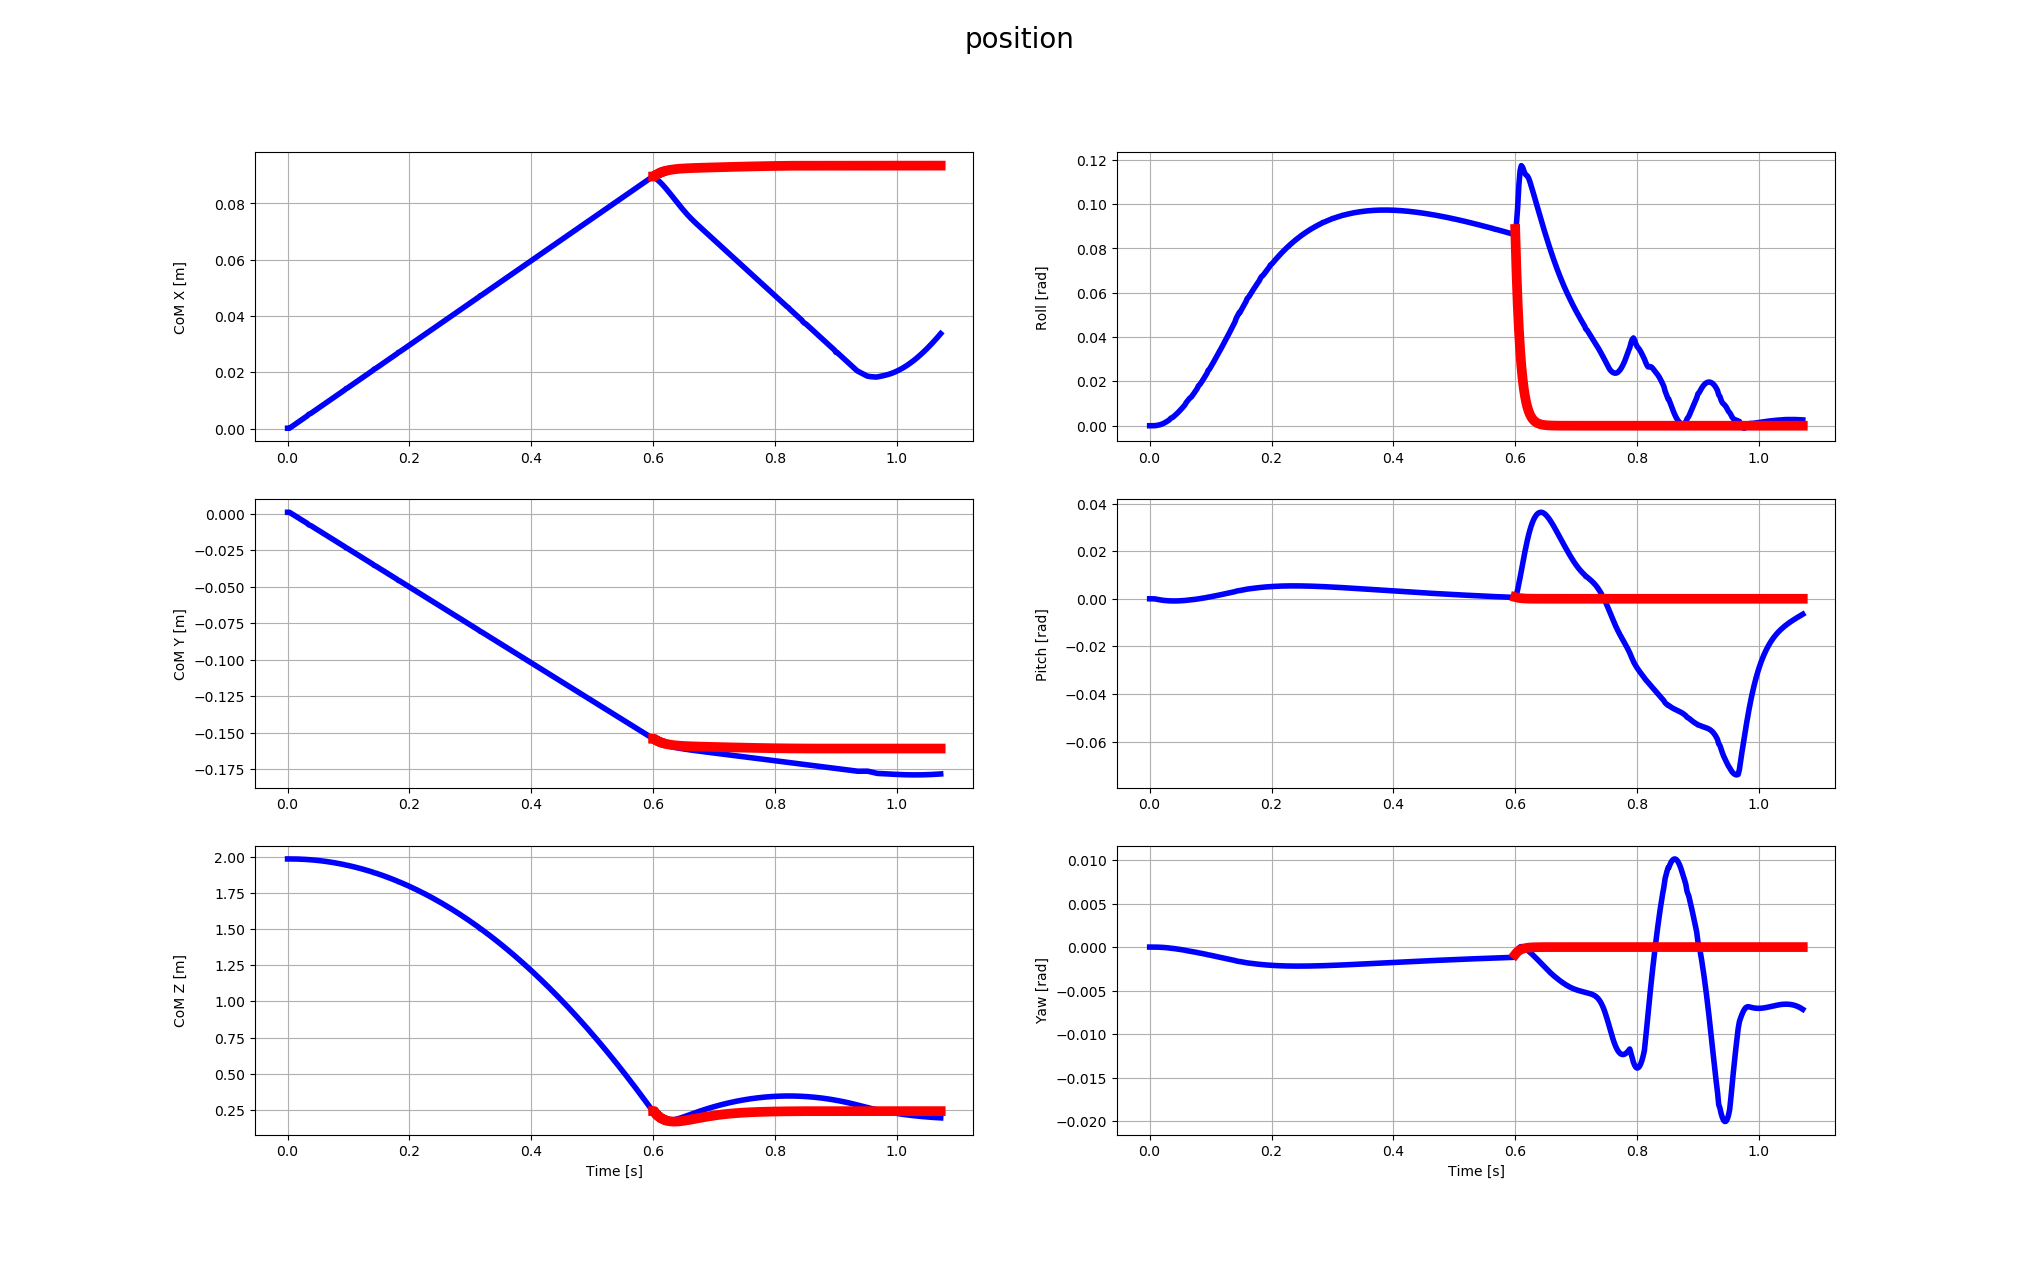 position
CoM X [m]
0.08
0.06
0.04
0.02
0.00
0.0 0.2 0.4 0.6 0.8 1.0
Roll [rad]
0.12
0.10
0.08
0.06
0.04
0.02
0.00
0.0 0.2 0.4 0.6 0.8 1.0
CoM Y [m]
0.000
−0.025
−0.050
−0.075
−0.100
−0.125
−0.150
−0.175
0.0 0.2 0.4 0.6 0.8 1.0
Pitch [rad]
0.04
0.02
0.00
−0.02
−0.04
−0.06
0.0 0.2 0.4 0.6 0.8 1.0
CoM Z [m]
2.00
1.75
1.50
1.25
1.00
0.75
0.50
0.25
0.0 0.2 0.4 0.6 0.8 1.0
Time [s]
Yaw [rad]
0.010
0.005
0.000
−0.005
−0.010
−0.015
−0.020
0.0 0.2 0.4 0.6 0.8 1.0
Time [s]